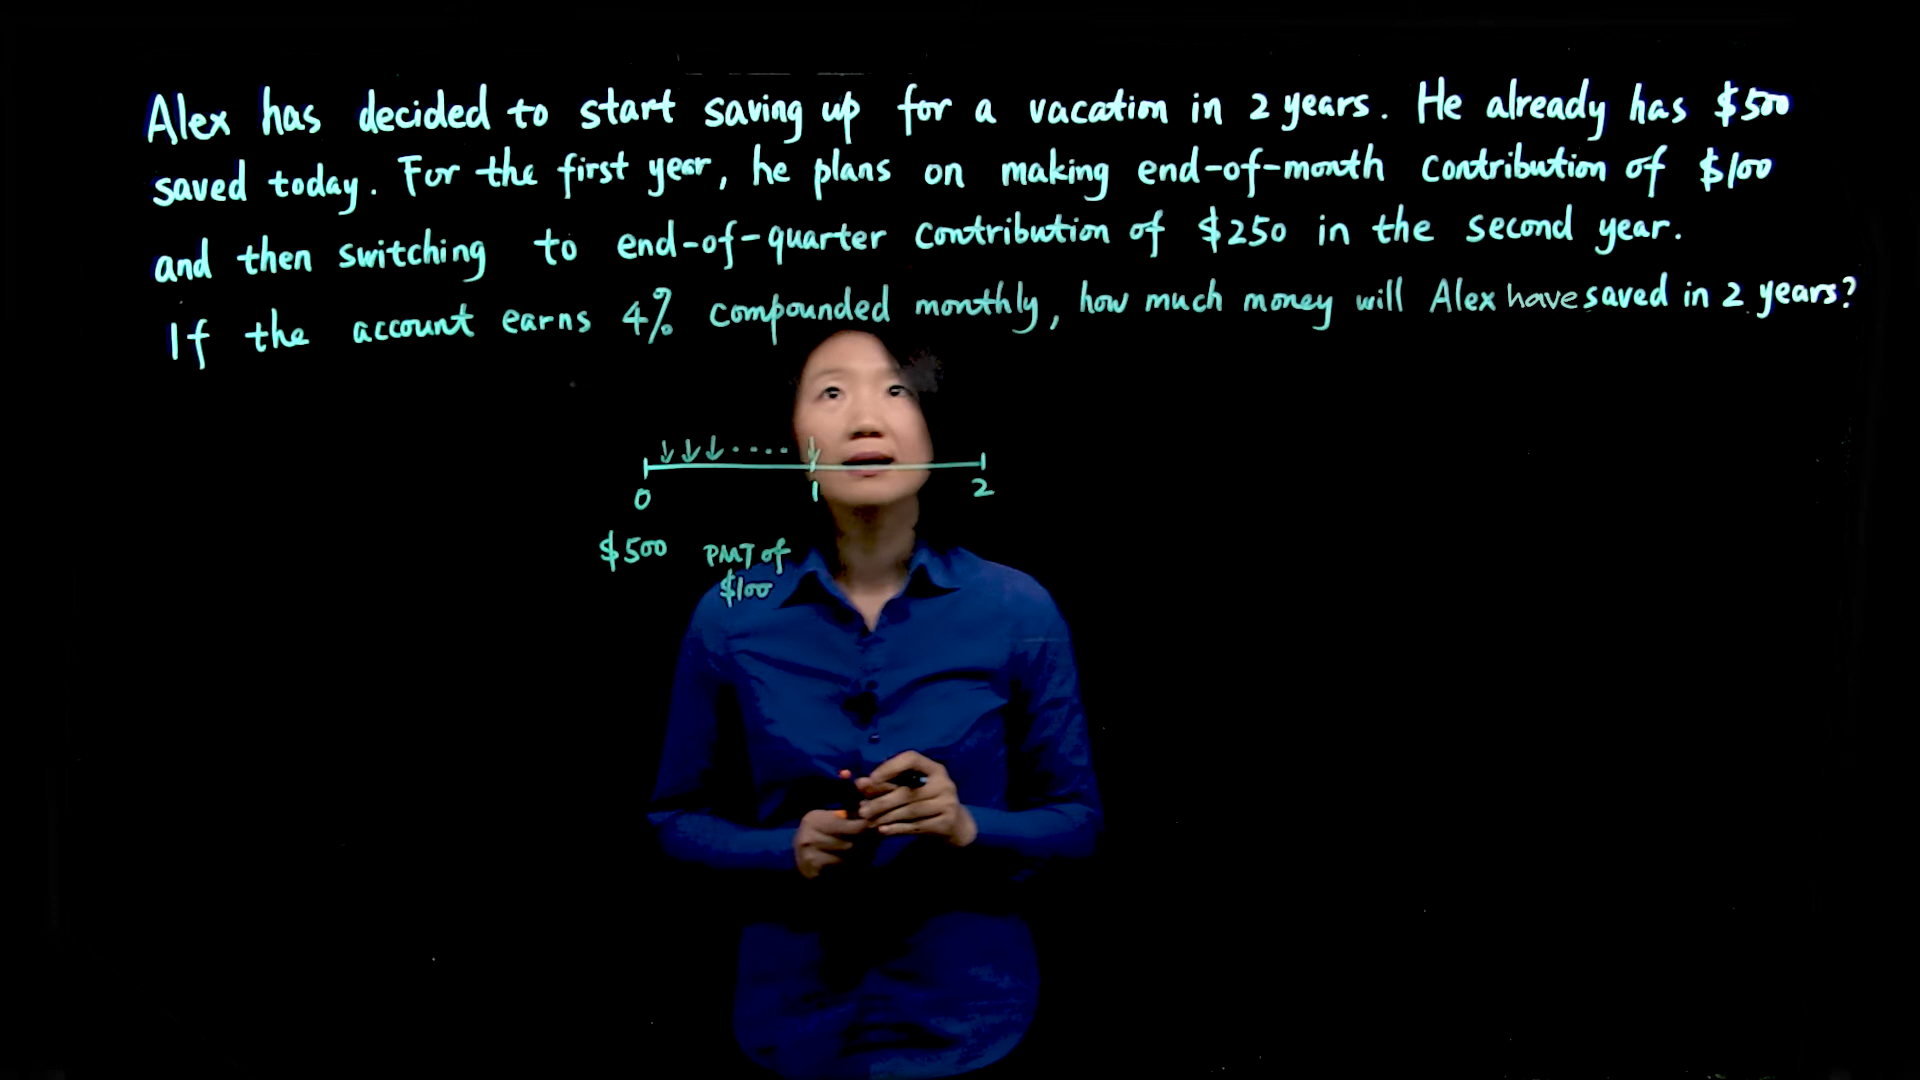 Alex has decided to start saving up for a vacation in 2 years. He already has $500
saved today. For the first year, he plans on making end-of-month contribution of $100
and then switching to end-of-quarter contribution of $250 in the second year.
If the account earns 4% compounded monthly, how much money will Alex have saved in 2 years?
0 1 2
$500 PMT of
$100